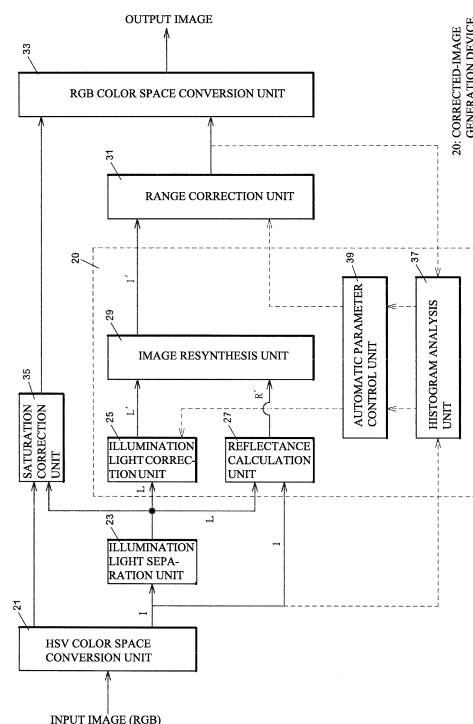 OUTPUT IMAGE
33
RGB COLOR SPACE CONVERSION UNIT
20: CORRECTED-IMAGE
GENERATION DEVICE
31
RANGE CORRECTION UNIT
20
I´
39
37
29
IMAGE RESYNTHESIS UNIT
AUTOMATIC PARAMETER
CONTROL UNIT
HISTOGRAM ANALYSIS
UNIT
35
SATURATION
CORRECTION
UNIT
L´
R´
25
ILLUMINATION
LIGHT CORREC-
TION UNIT
27
REFLECTANCE
CALCULATION
UNIT
L
L
23
ILLUMINATION
LIGHT SEPA-
RATION UNIT
I
I
21
HSV COLOR SPACE
CONVERSION UNIT
INPUT IMAGE (RGB)